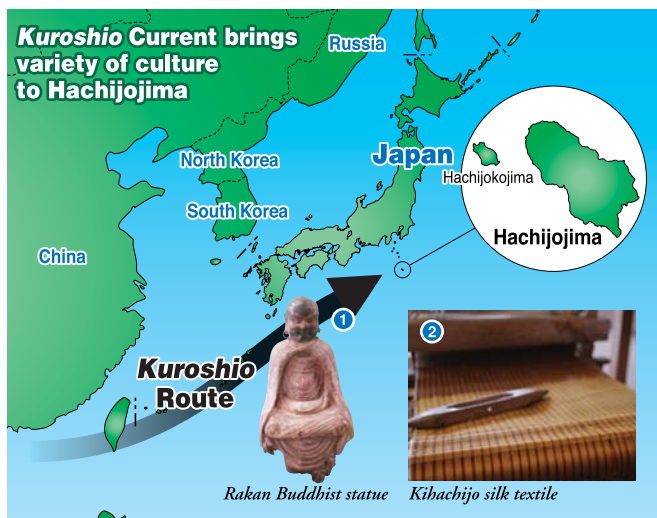 Kuroshio Current brings
variety of culture
to Hachijojima
Russia
Japan
North Korea
South Korea
China
Hachijokojima
Hachijojima
Kuroshio
Route
1
2
Rakan Buddhist statue
Kihachijo silk textile